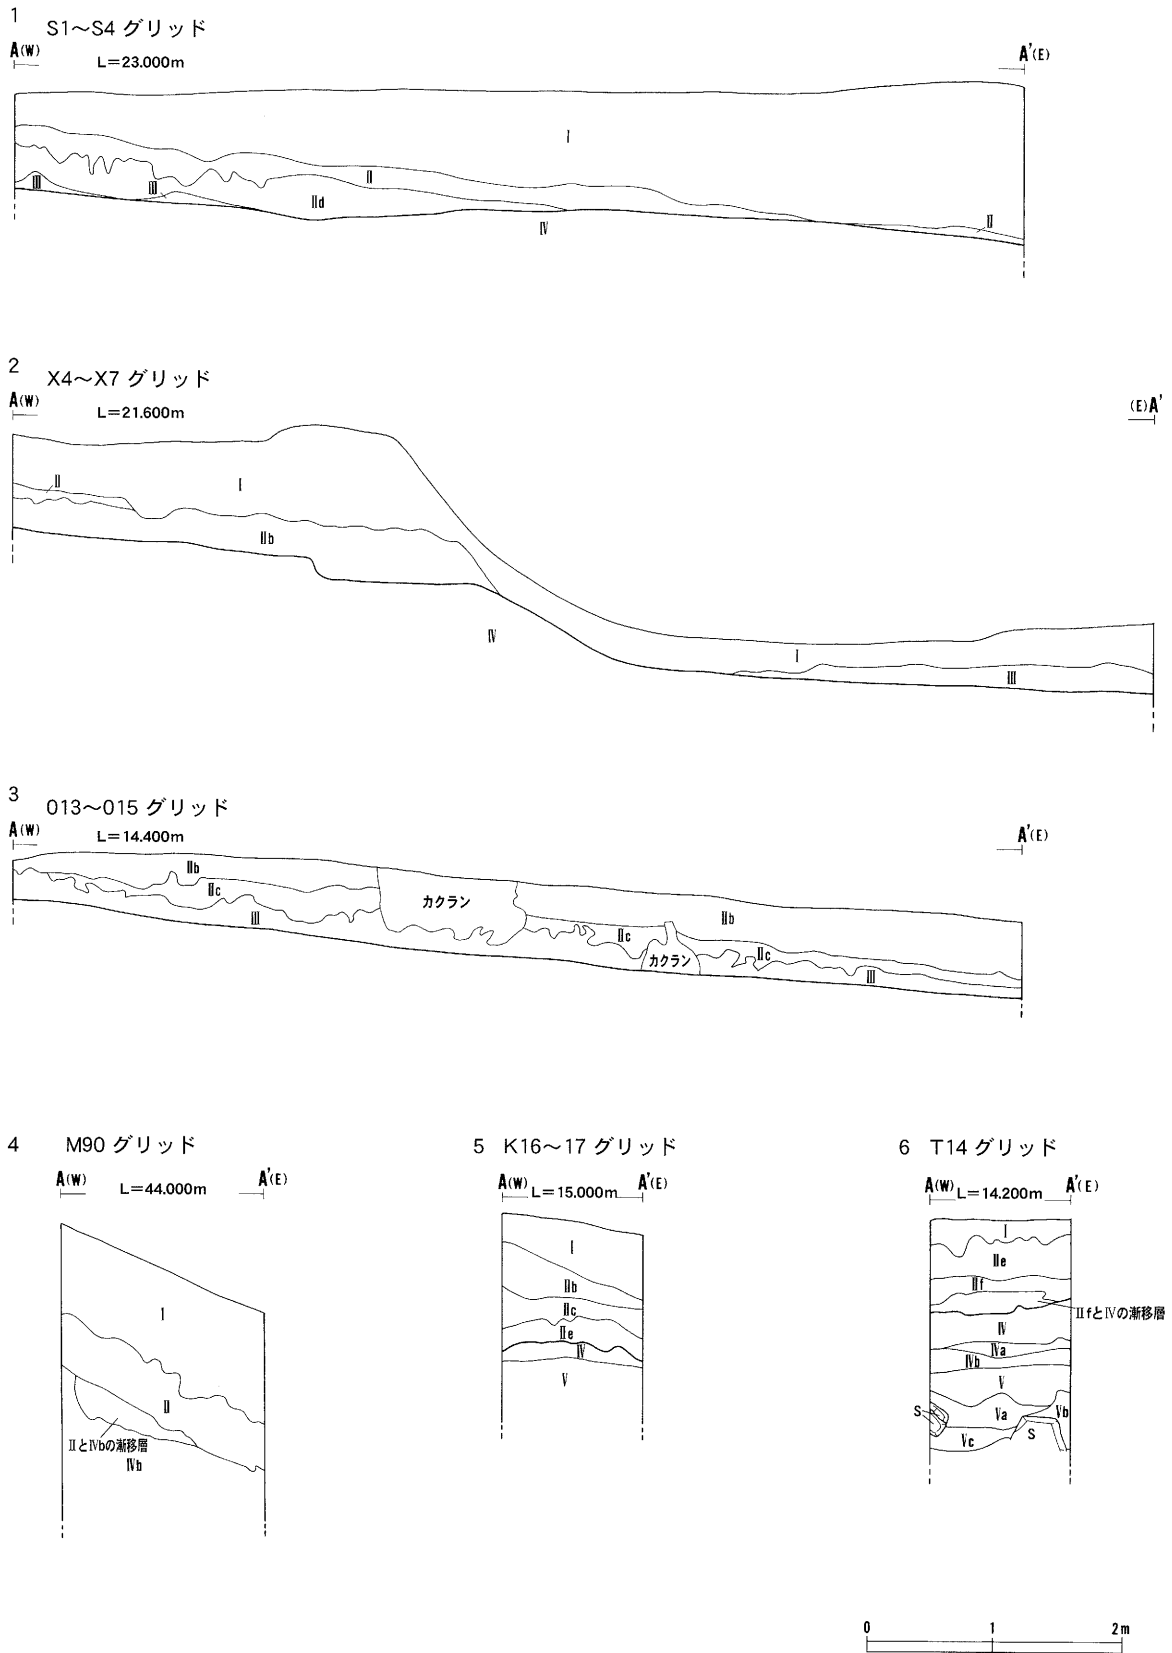 1
S1〜S4 グリッド
A(W)
L=23.000m
A'(E)
Ⅰ
Ⅱ
Ⅲ
Ⅲ
Ⅱd
Ⅱ
Ⅳ
2
X4〜X7 グリッド
A(W)
L=21.600m
(E)A'
Ⅱ
Ⅰ
Ⅱb
Ⅳ
Ⅰ
Ⅲ
3
O13〜O15 グリッド
A(W)
L=14.400m
A'(E)
Ⅱb
Ⅱc
カクラン
Ⅲ
Ⅱb
Ⅱc
Ⅱc
カクラン
Ⅲ
4 M90 グリッド
A(W)
L=44.000m
A'(E)
Ⅰ
Ⅱ
ⅡとⅣbの漸移層
Ⅳb
5 K16〜17 グリッド
A(W)
L=15.000m
A'(E)
Ⅰ
Ⅱb
Ⅱc
Ⅱe
Ⅳ
Ⅴ
6 T14 グリッド
A(W)
L=14.200m
A'(E)
Ⅰ
Ⅱe
Ⅱf
ⅡfとⅣの漸移層
Ⅳ
Ⅳa
Ⅳb
Ⅴ
S
Ⅴa
Ⅴb
Ⅴc
S
0 1 2m